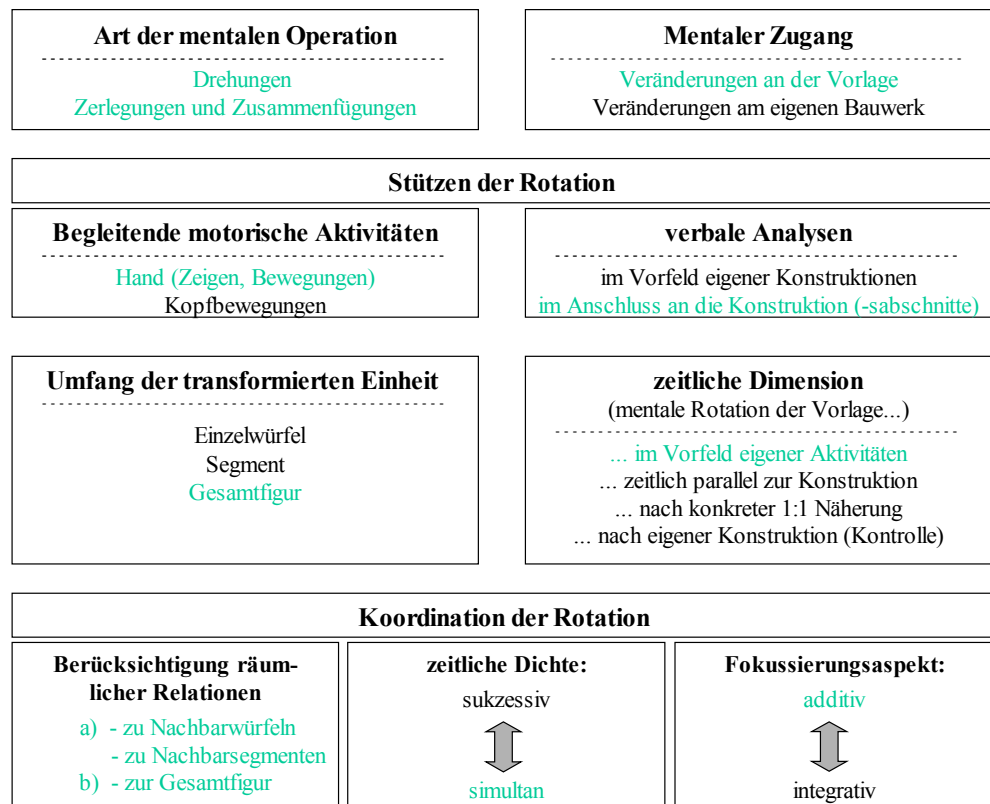 Art der mentalen Operation
Drehungen
Zerlegungen und Zusammenfügungen
Mentaler Zugang
Veränderungen an der Vorlage
Veränderungen am eigenen Bauwerk
Stützen der Rotation
Begleitende motorische Aktivitäten
Hand (Zeigen, Bewegungen)
Kopfbewegungen
verbale Analysen
im Vorfeld eigener Konstruktionen
im Anschluss an die Konstruktion (-sabschnitte)
Umfang der transformierten Einheit
Einzelwürfel
Segment
Gesamtfigur
zeitliche Dimension
(mentale Rotation der Vorlage...)
... im Vorfeld eigener Aktivitäten
... zeitlich parallel zur Konstruktion
... nach konkreter 1:1 Näherung
... nach eigener Konstruktion (Kontrolle)
Koordination der Rotation
Berücksichtigung räum-
licher Relationen
a) - zu Nachbarwürfeln
- zu Nachbarsegmenten
b) - zur Gesamtfigur
zeitliche Dichte:
sukzessiv
simultan
Fokussierungsaspekt:
additiv
integrativ